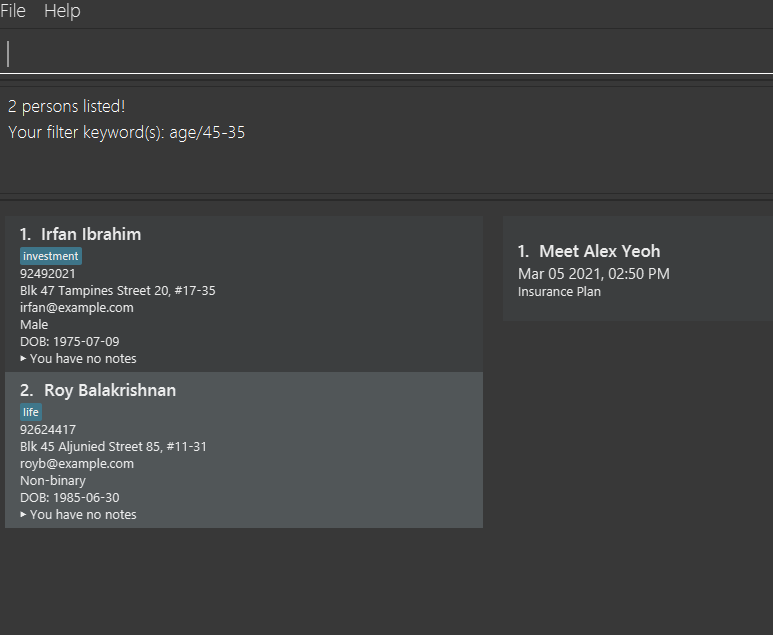 File Help
2 persons listed!
Your filter keyword(s): age/45-35
1. Irfan Ibrahim
investment
92492021
Blk 47 Tampines Street 20, #17-35
irfan@example.com
Male
DOB: 1975-07-09
You have no notes
2. Roy Balakrishnan
life
92624417
Blk 45 Aljunied Street 85, #11-31
royb@example.com
Non-binary
DOB: 1985-06-30
You have no notes
1. Meet Alex Yeoh
Mar 05 2021, 02:50 PM
Insurance Plan